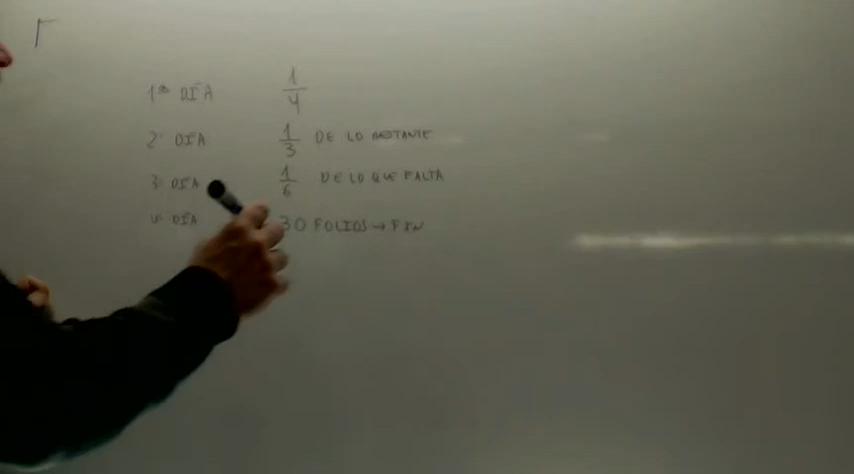 1er DÍA 1/4
2º DÍA 1/3 DE LO RESTANTE
3º DIA 1/6 DE LO QUE FALTA
4º DÍA 30 FOLIOS → FIN